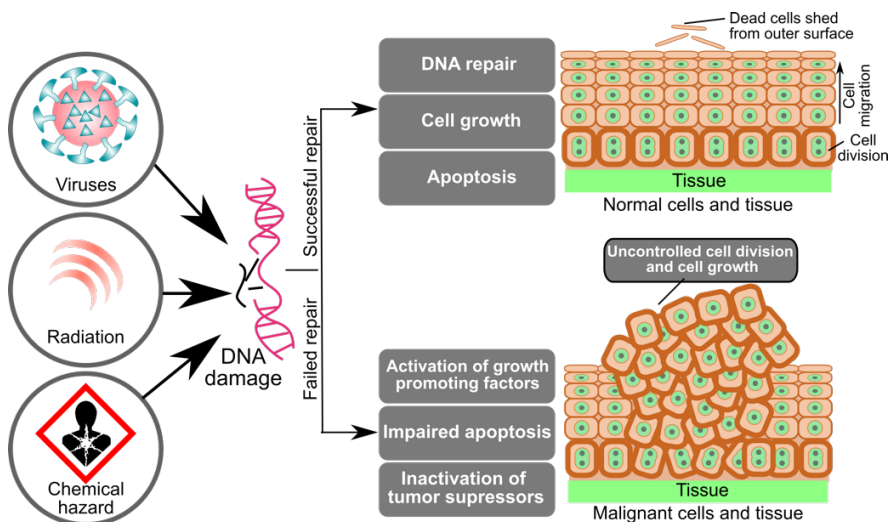 Viruses
Radiation
Chemical
hazard
DNA
damage
Successful repair
Failed repair
DNA repair
Cell growth
Apoptosis
Dead cells shed
from outer surface
Cell
migration
Cell
division
Tissue
Normal cells and tissue
Uncontrolled cell division
and cell growth
Activation of growth
promoting factors
Impaired apoptosis
Inactivation of
tumor supressors
Tissue
Malignant cells and tissue